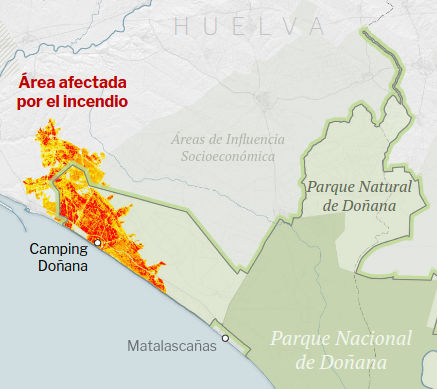 HUELVA
Área afectada
por el incendio
Áreas de Influencia
Socioeconómica
Parque Natural
de Doñana
Camping
Doñana
Matalascañas
Parque Nacional
de Doñana